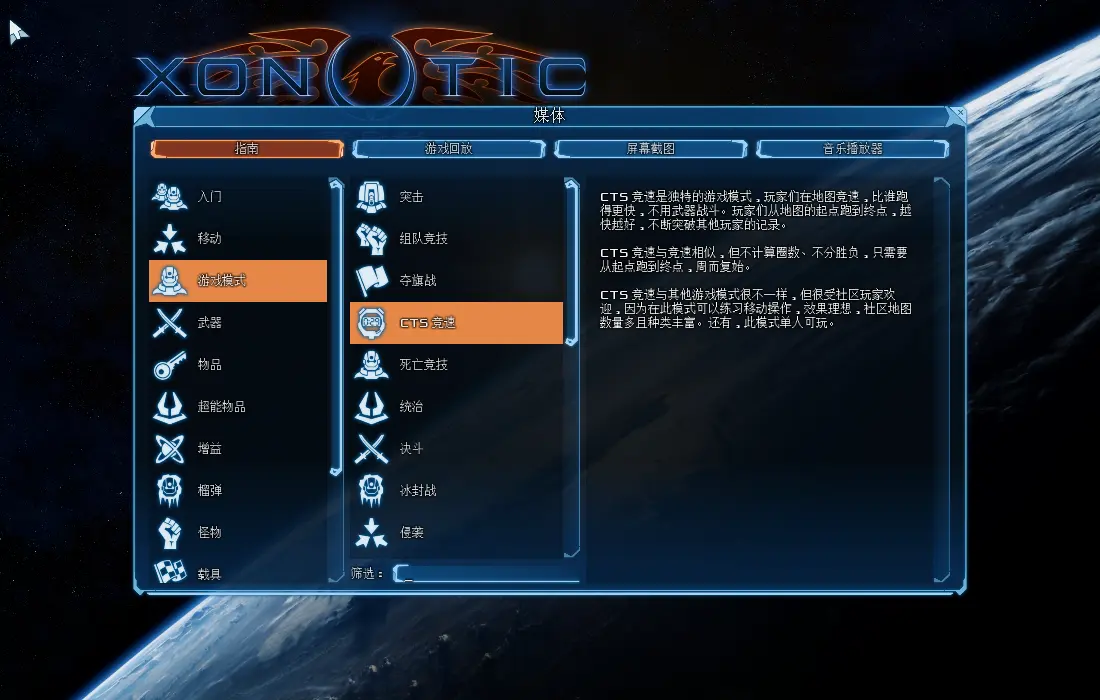 XONOTIC
媒体
指南
游戏回放
屏幕截图
音乐播放器
入门
移动
游戏模式
武器
物品
超能物品
增益
榴弹
怪物
载具
突击
组队竞技
夺旗战
CTS 竞速
死亡竞技
统治
决斗
冰封战
侵袭
筛选：
CTS 竞速是独特的游戏模式，玩家们在地图竞速，比谁跑
得更快，不用武器战斗。玩家们从地图的起点跑到终点，越
快越好，不断突破其他玩家的记录。
CTS 竞速与竞速相似，但不计算圈数、不分胜负，只需要
从起点跑到终点，周而复始。
CTS 竞速与其他游戏模式很不一样，但很受社区玩家欢
迎，因为在此模式可以练习移动操作，效果理想，社区地图
数量多且种类丰富。还有，此模式单人可玩。